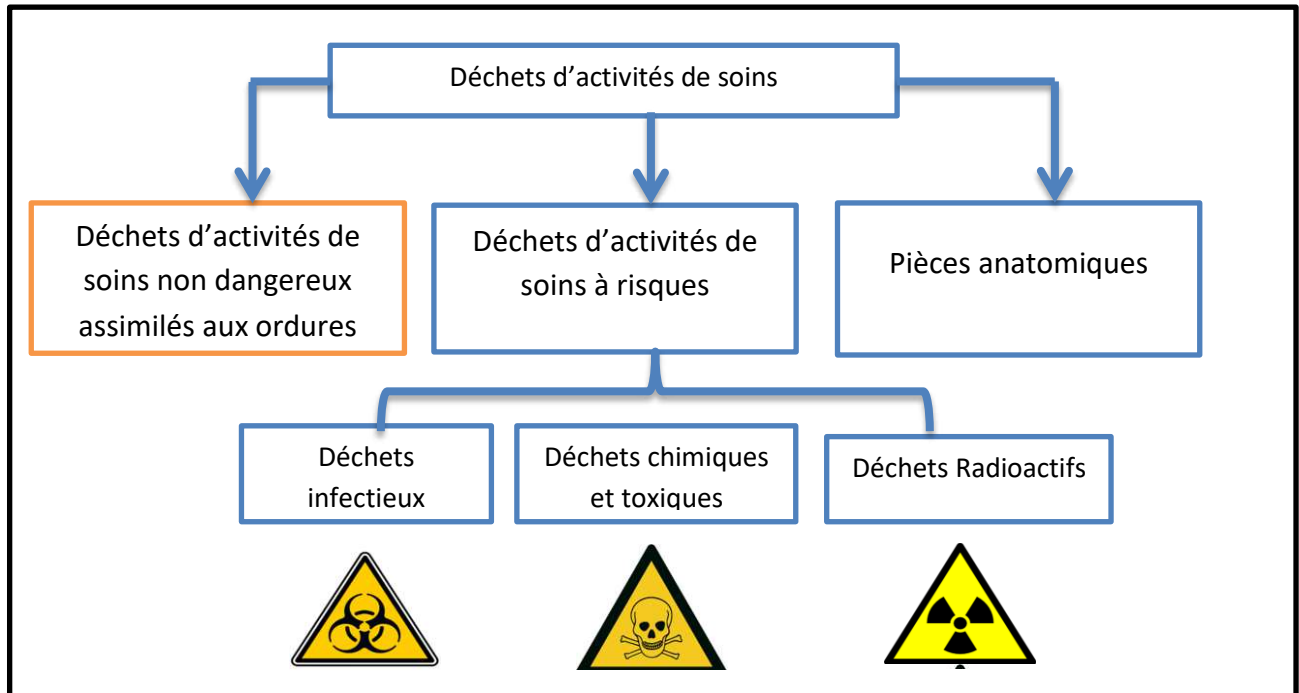 Déchets d’activités de soins
Déchets d’activités de
soins non dangereux
assimilés aux ordures
Déchets d’activités de
soins à risques
Pièces anatomiques
Déchets
infectieux
Déchets chimiques
et toxiques
Déchets Radioactifs